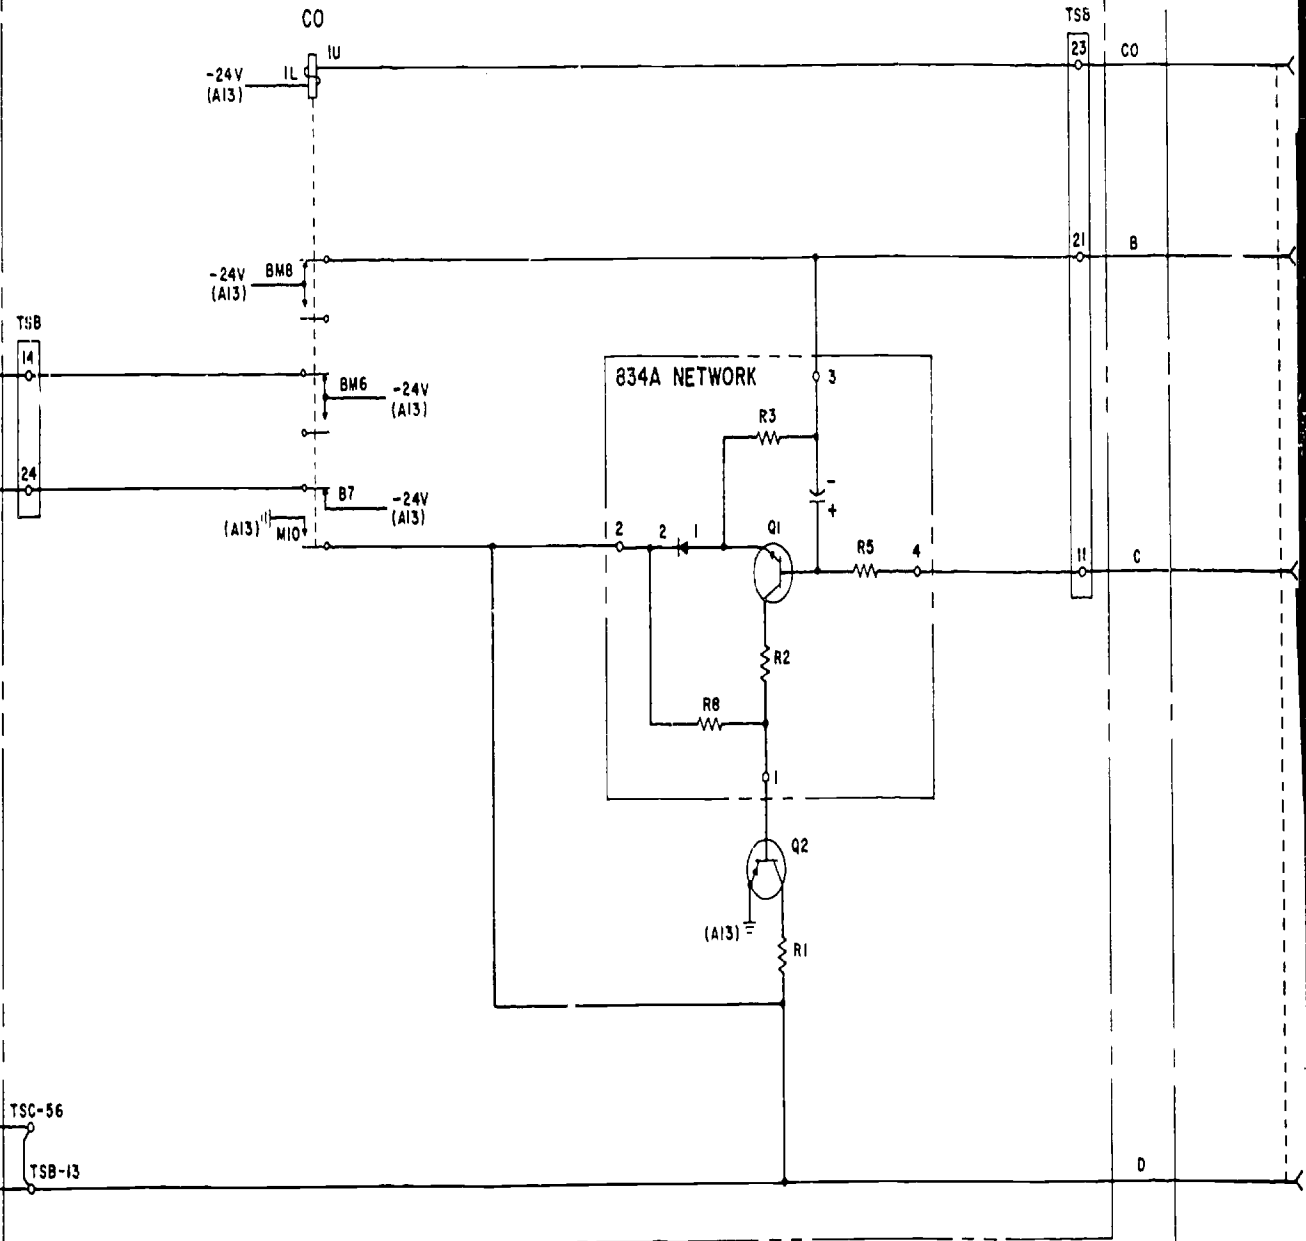 CO
TSB
1U
23
CO
-24V
1L
(A13)
21
B
-24V
BM8
(A13)
TSB
14
BM6
-24V
(A13)
834A NETWORK
3
R3
24
B7
-24V
(A13)
-
+
(A13)
M10
2
2
1
Q1
R5
4
11
C
R2
R8
1
Q2
(A13)
R1
TSC-56
TSB-13
D